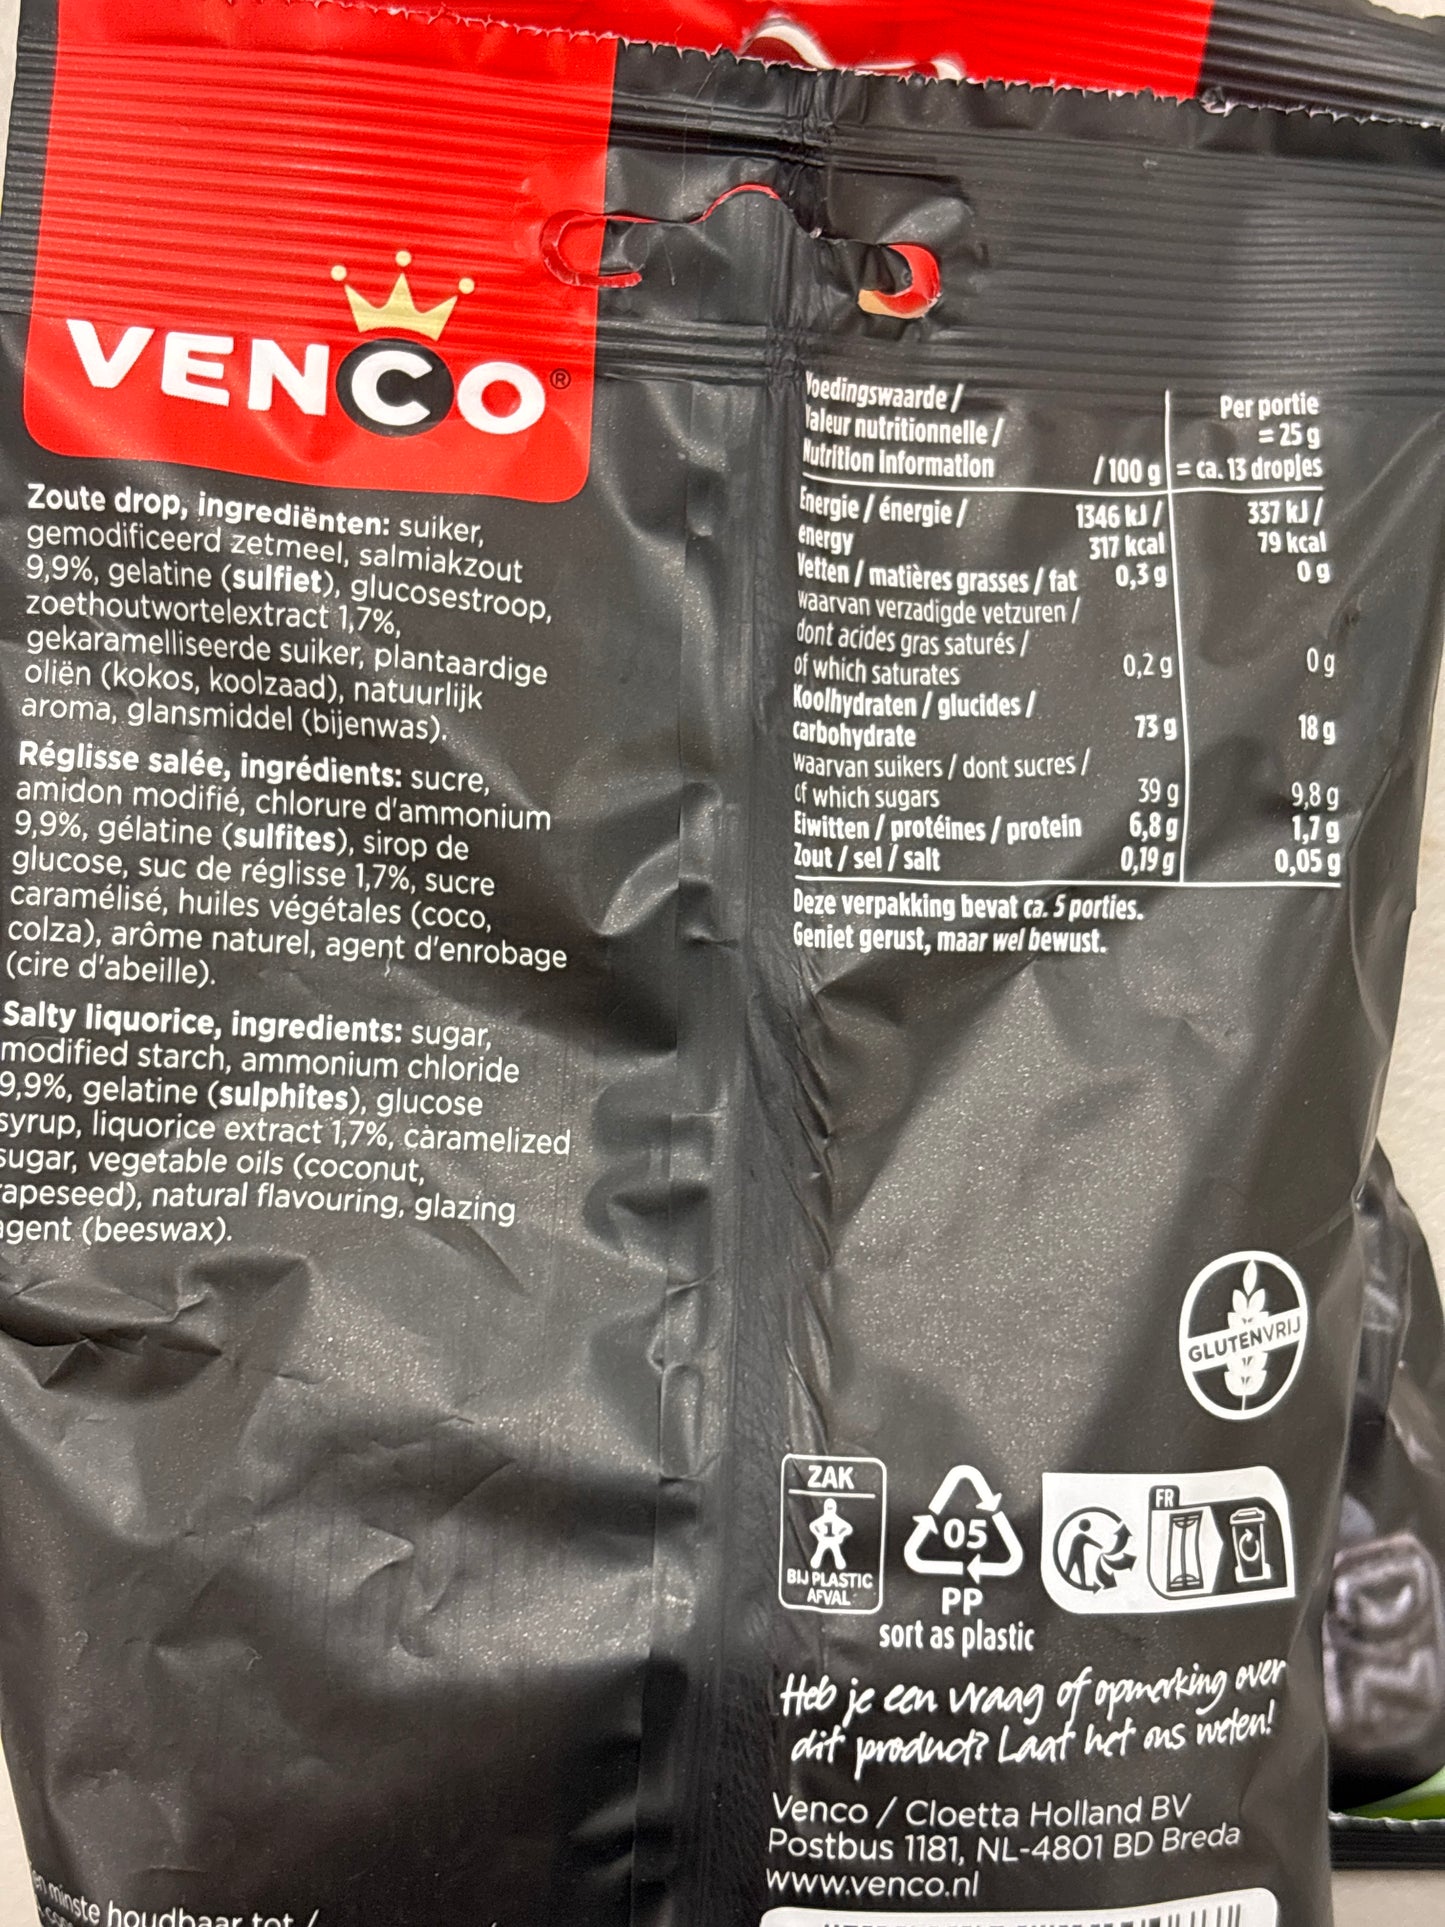 VENCO®
Zoute drop, ingrediënten: suiker,
gemodificeerd zetmeel, salmiakzout
9,9%, gelatine (sulfiet), glucosestroop,
zoethoutwortelextract 1,7%,
gekaramelliseerde suiker, plantaardige
oliën (kokos, koolzaad), natuurlijk
aroma, glansmiddel (bijenwas).
Réglisse salée, ingrédients: sucre,
amidon modifié, chlorure d'ammonium
9,9%, gélatine (sulfites), sirop de
glucose, suc de réglisse 1,7%, sucre
caramélisé, huiles végétales (coco,
colza), arôme naturel, agent d'enrobage
(cire d'abeille).
Salty liquorice, ingredients: sugar,
modified starch, ammonium chloride
9,9%, gelatine (sulphites), glucose
syrup, liquorice extract 1,7%, caramelized
sugar, vegetable oils (coconut,
rapeseed), natural flavouring, glazing
agent (beeswax).
minste houdbaar tot /
Voedingswaarde /
Valeur nutritionnelle / Per portie
= 25 g
Nutrition Information / 100 g = ca. 13 dropjes
Energie / énergie / 1346 kJ / 337 kJ /
energy 317 kcal 79 kcal
Vetten / matières grasses / fat 0,3 g 0 g
waarvan verzadigde vetzuren /
dont acides gras saturés /
of which saturates 0,2 g 0 g
Koolhydraten / glucides /
carbohydrate 73 g 18 g
waarvan suikers / dont sucres /
of which sugars 39 g 9,8 g
Eiwitten / protéines / protein 6,8 g 1,7 g
Zout / sel / salt 0,19 g 0,05 g
Deze verpakking bevat ca. 5 porties.
Geniet gerust, maar wel bewust.
GLUTENVRIJ
ZAK
1
BIJ PLASTIC
AFVAL
05
PP
sort as plastic
FR
Heb je een vraag of opmerking over
dit product? Laat het ons weten!
Venco / Cloetta Holland BV
Postbus 1181, NL-4801 BD Breda
www.venco.nl